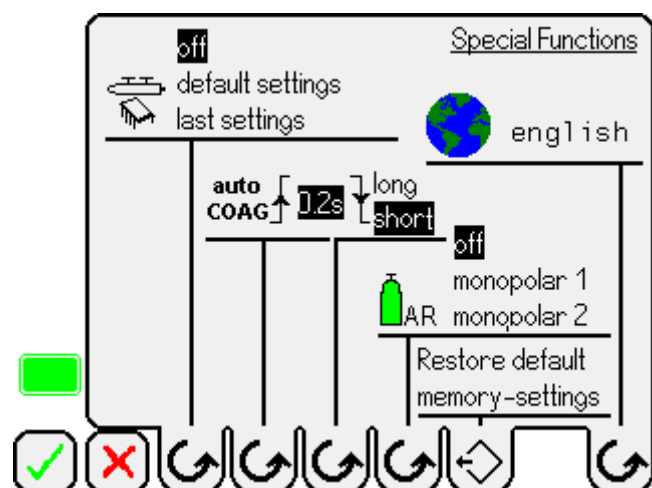 Special Functions
off
default settings
last settings
english
auto
COAG
0.2s
long
short
off
monopolar 1
monopolar 2
AR
Restore default
memory-settings